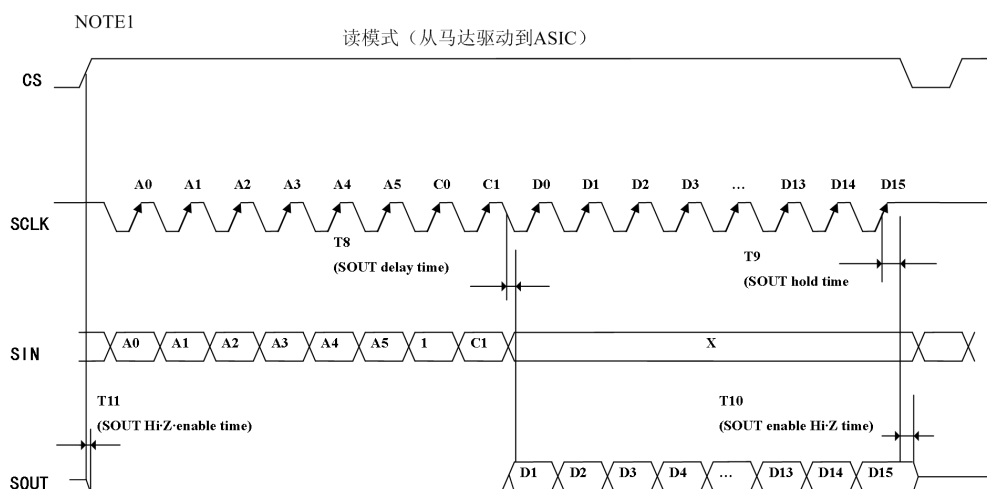 NOTE1
读模式（从马达驱动到ASIC）
CS
A0 A1 A2 A3 A4 A5 C0 C1 D0 D1 D2 D3 … D13 D14 D15
SCLK
T8
(SOUT delay time)
T9
(SOUT hold time
SIN
A0 A1 A2 A3 A4 A5 1 C1 X
T11
(SOUT Hi-Z-enable time)
T10
(SOUT enable Hi-Z time)
SOUT
D1 D2 D3 D4 … D13 D14 D15